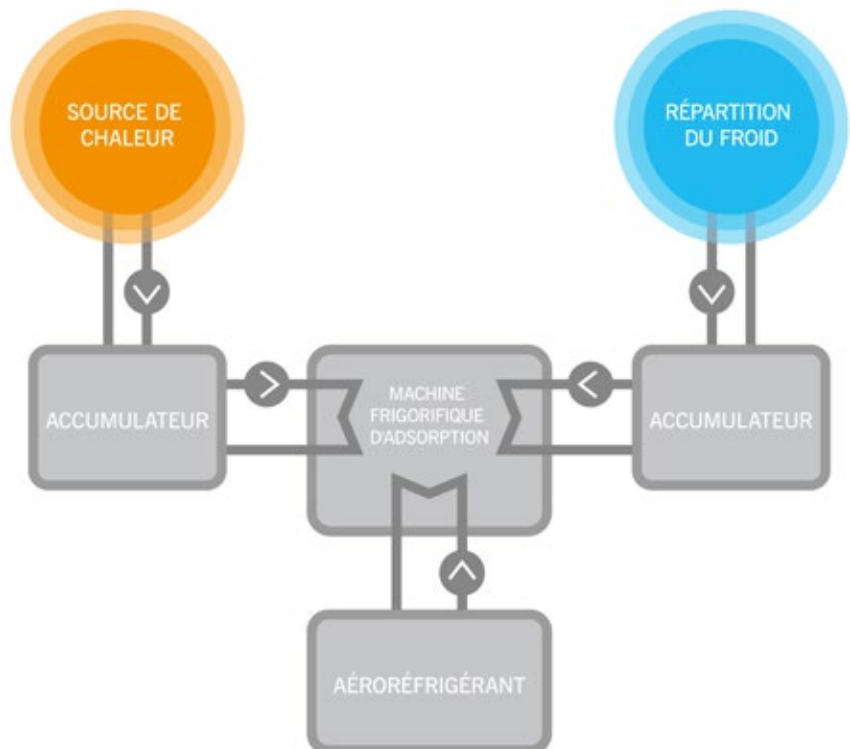 SOURCE DE
CHALEUR
RÉPARTITION
DU FROID
ACCUMULATEUR
MACHINE
FRIGORIFIQUE
D'ADSORPTION
ACCUMULATEUR
AÉRORÉFRIGÉRANT